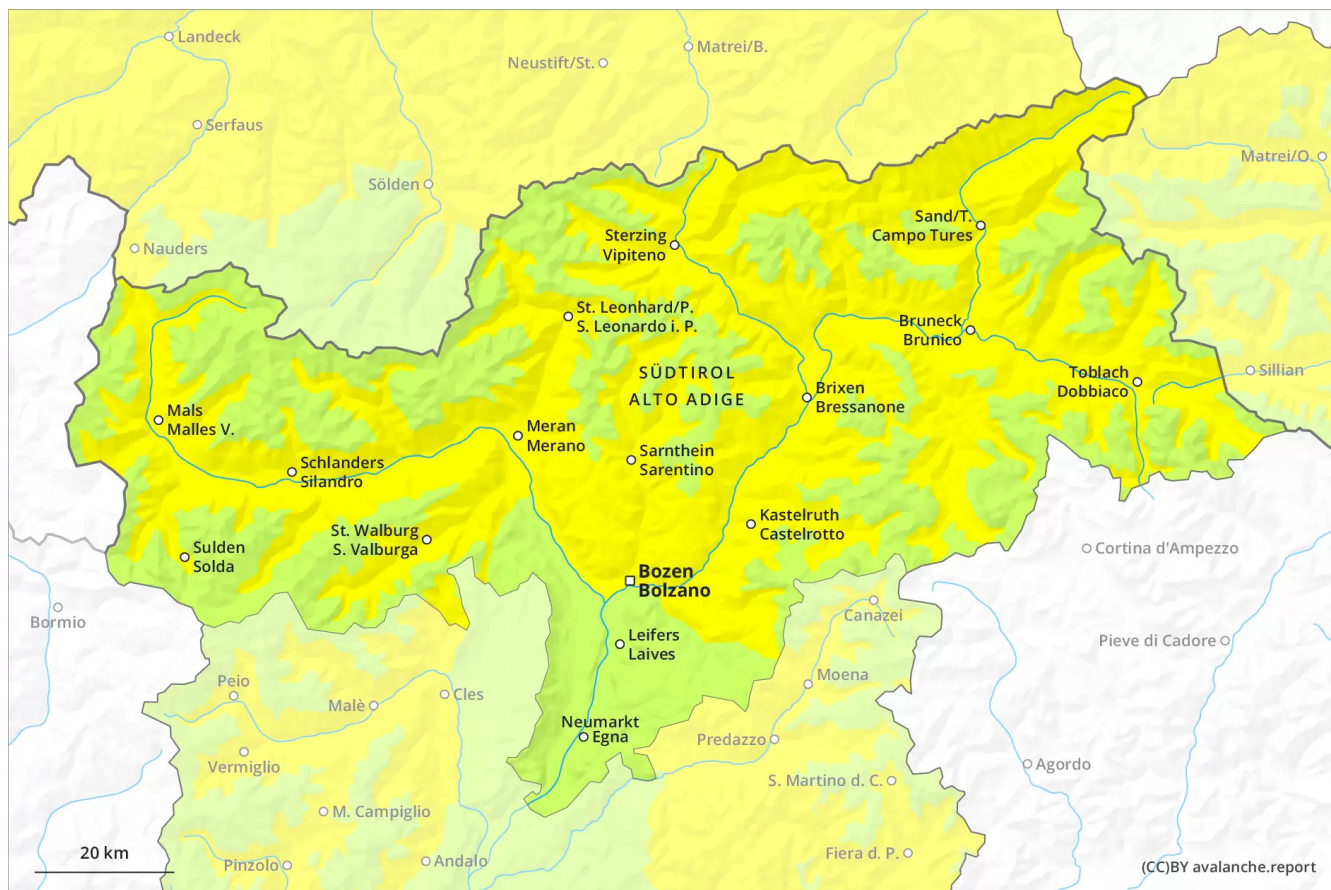 Landeck
Matrei/B.
Neustift/St.
Serfaus
Matrei/O.
Sölden
Sand/T.
Campo Tures
Sterzing
Vipiteno
Nauders
St. Leonhard/P.
S. Leonardo i. P.
Bruneck
Brunico
SÜDTIROL
ALTO ADIGE
Toblach
Dobbiaco
Sillian
Brixen
Bressanone
Mals
Malles V.
Meran
Merano
Sarnthein
Sarentino
Schlanders
Silandro
Kastelruth
Castelrotto
St. Walburg
S. Valburga
Sulden
Solda
Cortina d'Ampezzo
Bozen
Bolzano
Bormio
Canazei
Leifers
Laives
Pieve di Cadore
Peio
Cles
Moena
Malè
Neumarkt
Egna
Predazzo
Vermiglio
Agordo
S. Martino d. C.
M. Campiglio
20 km
Pinzolo
Andalo
Fiera d. P.
(CC)BY avalanche.report